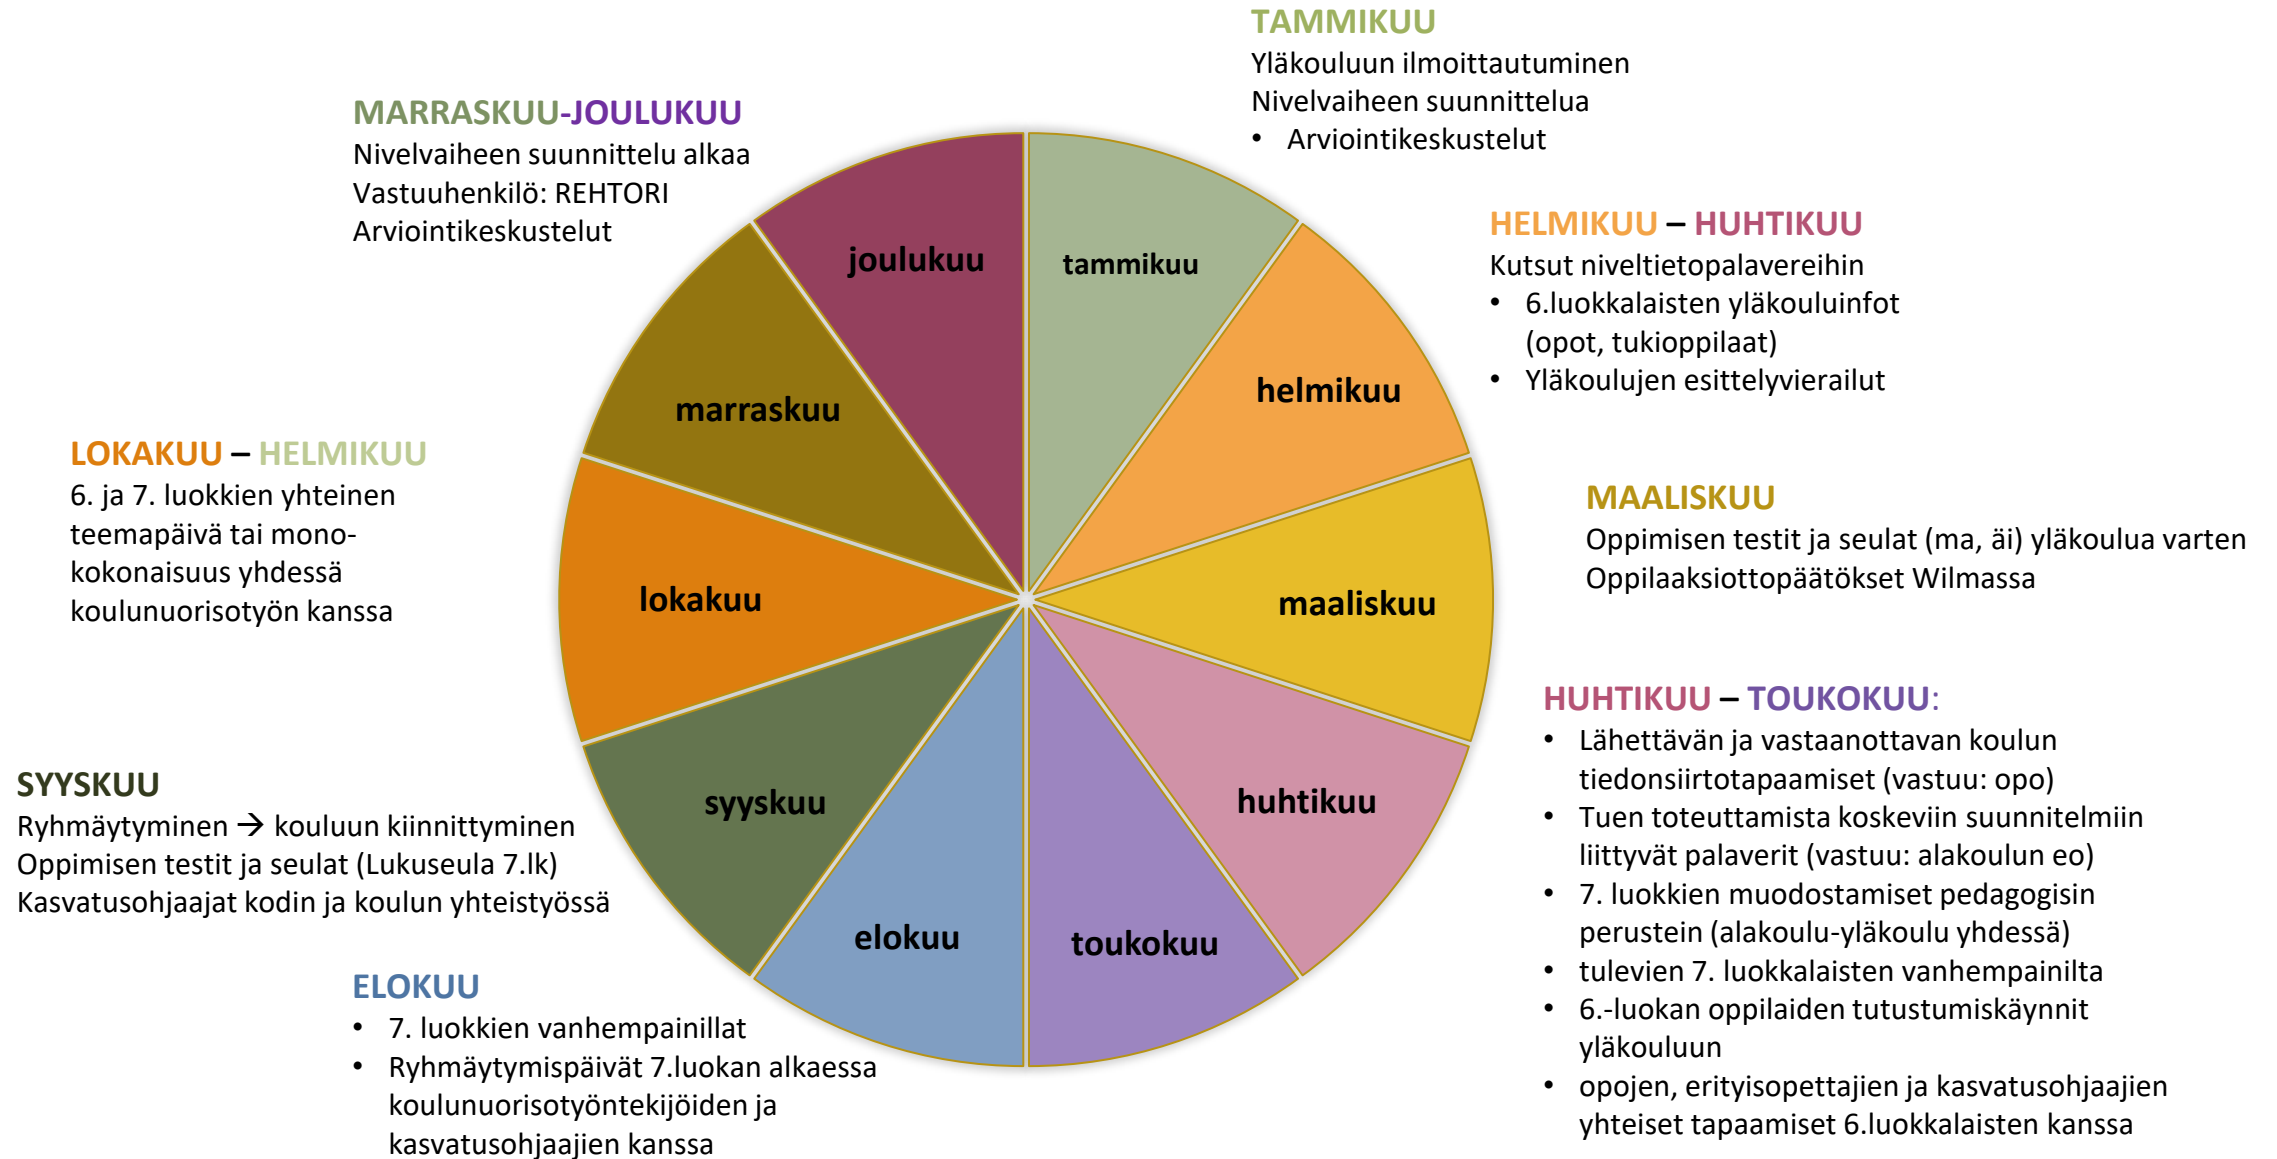 TAMMIKUU
Yläkouluun ilmoittautuminen
Nivelvaiheen suunnittelua
• Arviointikeskustelut
HELMIKUU – HUHTIKUU
Kutsut niveltietopalavereihin
• 6.luokkalaisten yläkouluinfot
(opot, tukioppilaat)
• Yläkoulujen esittelyvierailut
MAALISKUU
Oppimisen testit ja seulat (ma, äi) yläkoulua varten
Oppilaaksiottopäätökset Wilmassa
HUHTIKUU – TOUKOKUU:
• Lähettävän ja vastaanottavan koulun
tiedonsiirtotapaamiset (vastuu: opo)
• Tuen toteuttamista koskeviin suunnitelmiin
liittyvät palaverit (vastuu: alakoulun eo)
• 7. luokkien muodostamiset pedagogisin
perustein (alakoulu-yläkoulu yhdessä)
• tulevien 7. luokkalaisten vanhempainilta
• 6.-luokan oppilaiden tutustumiskäynnit
yläkouluun
• opojen, erityisopettajien ja kasvatusohjaajien
yhteiset tapaamiset 6.luokkalaisten kanssa
ELOKUU
• 7. luokkien vanhempainillat
• Ryhmäytymispäivät 7.luokan alkaessa
koulunuorisotyöntekijöiden ja
kasvatusohjaajien kanssa
SYYSKUU
Ryhmäytyminen → kouluun kiinnittyminen
Oppimisen testit ja seulat (Lukuseula 7.lk)
Kasvatusohjaajat kodin ja koulun yhteistyössä
LOKAKUU – HELMIKUU
6. ja 7. luokkien yhteinen
teemapäivä tai mono-
kokonaisuus yhdessä
koulunuorisotyön kanssa
MARRASKUU-JOULUKUU
Nivelvaiheen suunnittelu alkaa
Vastuuhenkilö: REHTORI
Arviointikeskustelut
tammikuu
helmikuu
maaliskuu
huhtikuu
toukokuu
elokuu
syyskuu
lokakuu
marraskuu
joulukuu